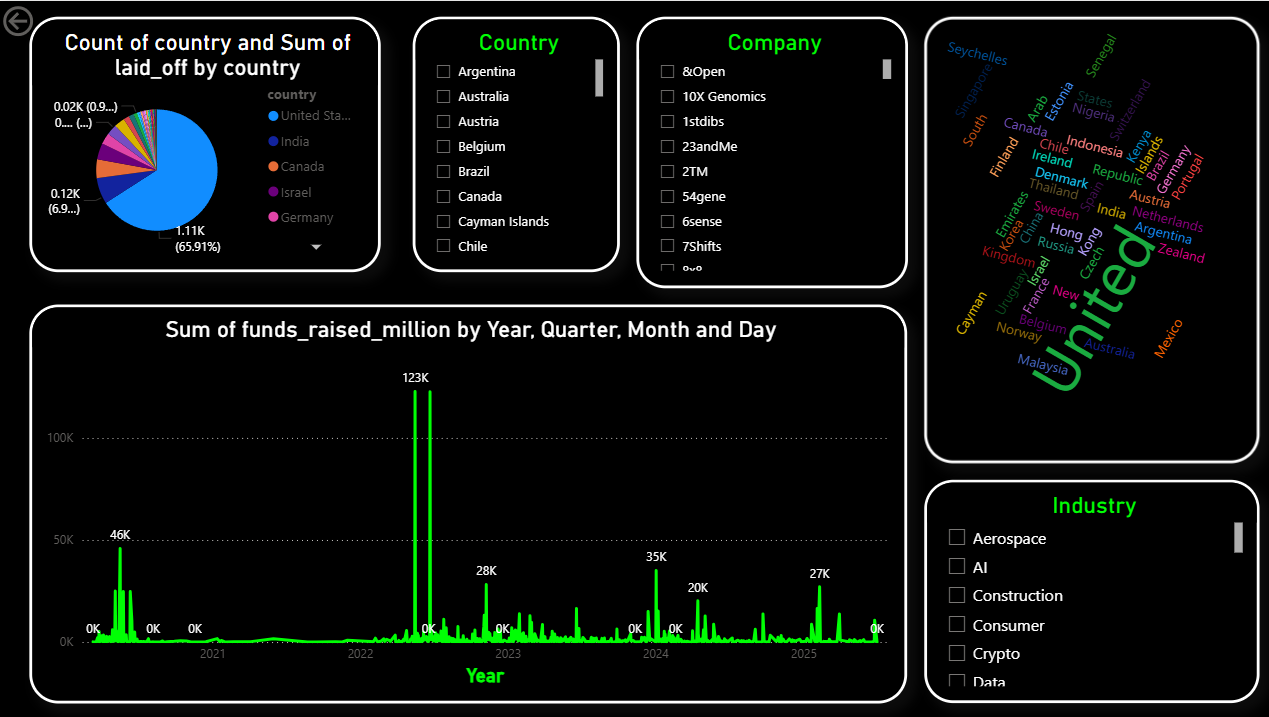 Count of country and Sum of
laid_off by country
0.02K (0.9...)
0.... (...)
0.12K
(6.9...)
1.11K
(65.91%)
country
United Sta...
India
Canada
Israel
Germany
Country
Argentina
Australia
Austria
Belgium
Brazil
Canada
Cayman Islands
Chile
Company
&Open
10X Genomics
1stdibs
23andMe
2TM
54gene
6sense
7Shifts
8x8
Seychelles
Senegal
Singapore
Arab
Estonia
States
Nigeria
Switzerland
South
Canada
Finland
Chile
Indonesia
Kenya
Islands
Brazil
Germany
Portugal
Ireland
Denmark
Republic
Thailand
Spain
Austria
Emirates
Sweden
India
Netherlands
Korea
China
Hong
Kong
Argentina
Russia
Czech
Zealand
Kingdom
Israel
United
Uruguay
France
New
Cayman
Belgium
Norway
Australia
Mexico
Malaysia
Sum of funds_raised_million by Year, Quarter, Month and Day
100K
50K
0K
0K
46K
0K
0K
123K
0K
28K
0K
0K
35K
0K
20K
27K
0K
2021
2022
2023
2024
2025
Year
Industry
Aerospace
AI
Construction
Consumer
Crypto
Data